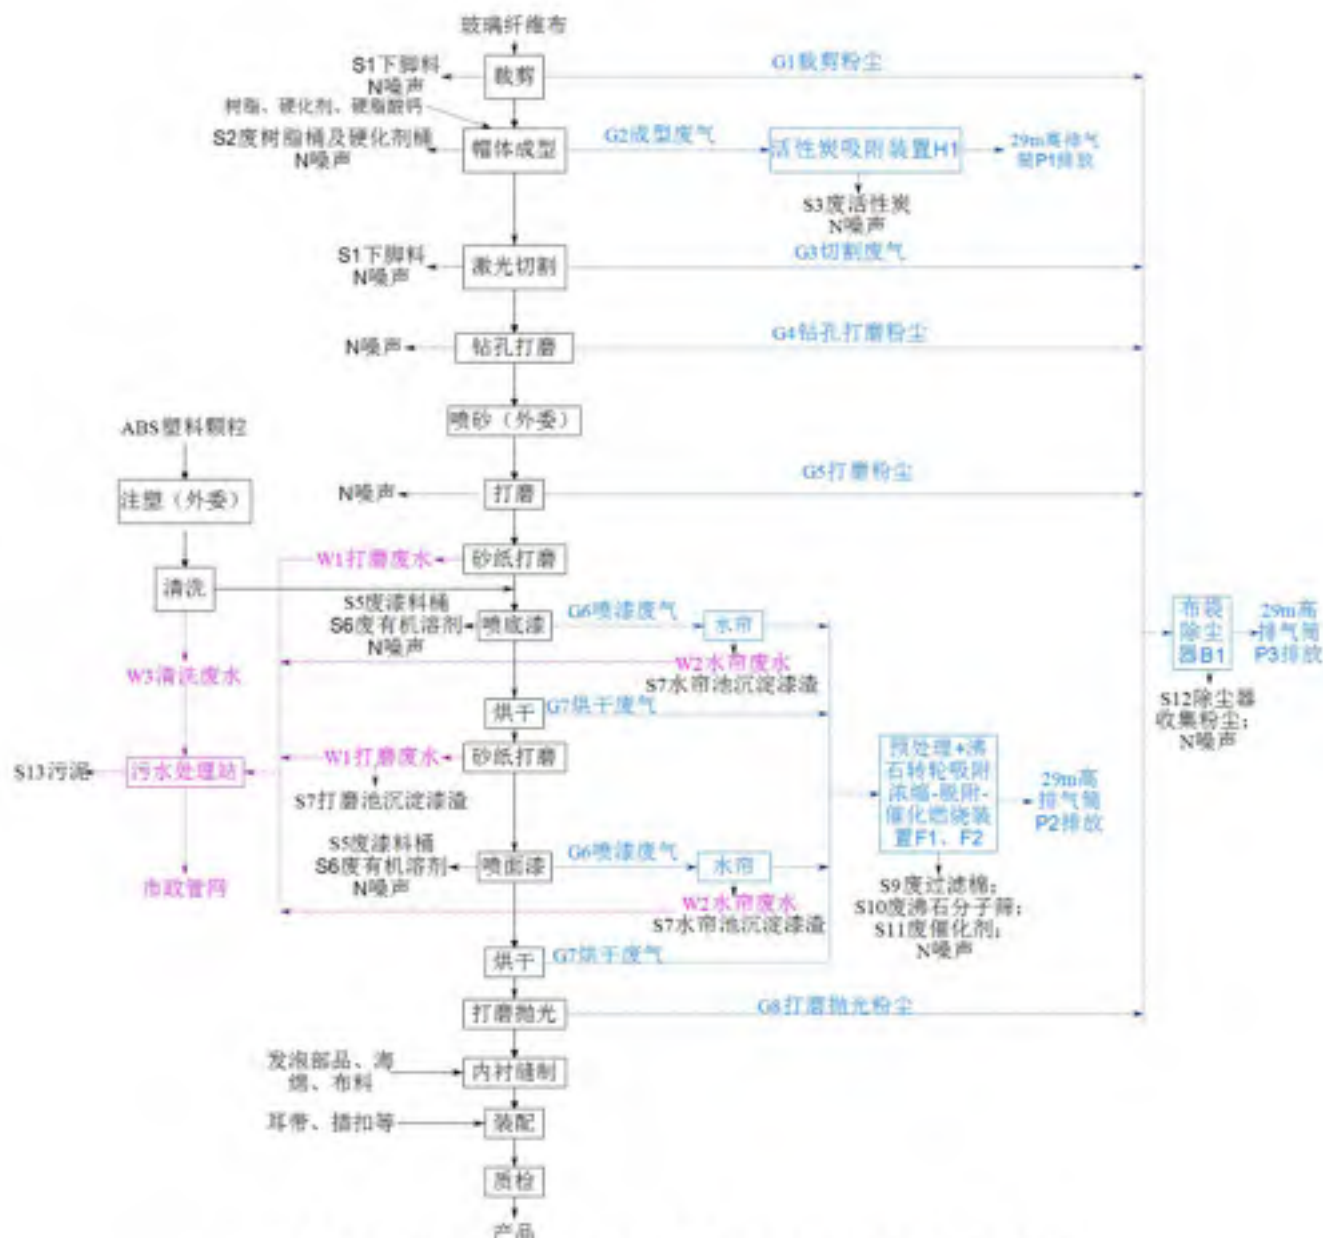 玻璃纤维布
S1下脚料
N噪声
裁剪
G1裁剪粉尘
树脂、硬化剂、硬脂酸钙
S2废树脂桶及硬化剂桶
N噪声
帽体成型
G2成型废气
活性炭吸附装置H1
29m高排气
筒P1排放
S3废活性炭
N噪声
S1下脚料
N噪声
激光切割
G3切割废气
N噪声
钻孔打磨
G4钻孔打磨粉尘
喷砂（外委）
ABS塑料颗粒
注塑（外委）
N噪声
打磨
G5打磨粉尘
W1打磨废水
砂纸打磨
清洗
S5废漆料桶
S6废有机溶剂
N噪声
喷底漆
G6喷漆废气
水帘
W2水帘废水
S7水帘池沉淀漆渣
布袋
除尘
器B1
29m高
排气筒
P3排放
S12除尘器
收集粉尘；
N噪声
W3清洗废水
烘干
G7烘干废气
W1打磨废水
砂纸打磨
S7打磨池沉淀漆渣
S13污泥
污水处理站
预处理+沸
石转轮吸附
浓缩-脱附-
催化燃烧装
置F1、F2
29m高
排气筒
P2排放
S5废漆料桶
S6废有机溶剂
N噪声
喷面漆
G6喷漆废气
水帘
W2水帘废水
S7水帘池沉淀漆渣
市政管网
S9废过滤棉；
S10废沸石分子筛；
S11废催化剂；
N噪声
烘干
G7烘干废气
打磨抛光
G8打磨抛光粉尘
发泡部品、海
绵、布料
内衬缝制
耳带、插扣等
装配
质检
产品